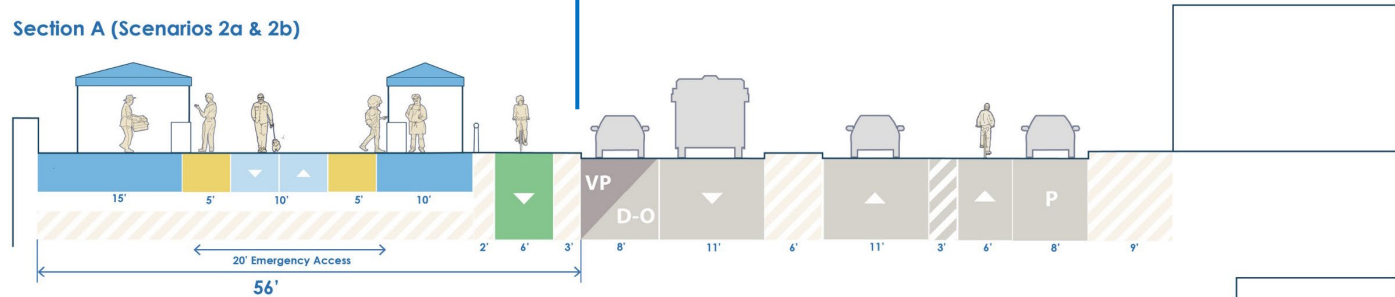 Section A (Scenarios 2a & 2b)
VP
D-O
P
15' 5' 10' 5' 10' 2' 6' 3' 8' 11' 6' 11' 3' 6' 8' 9'
20' Emergency Access
56'